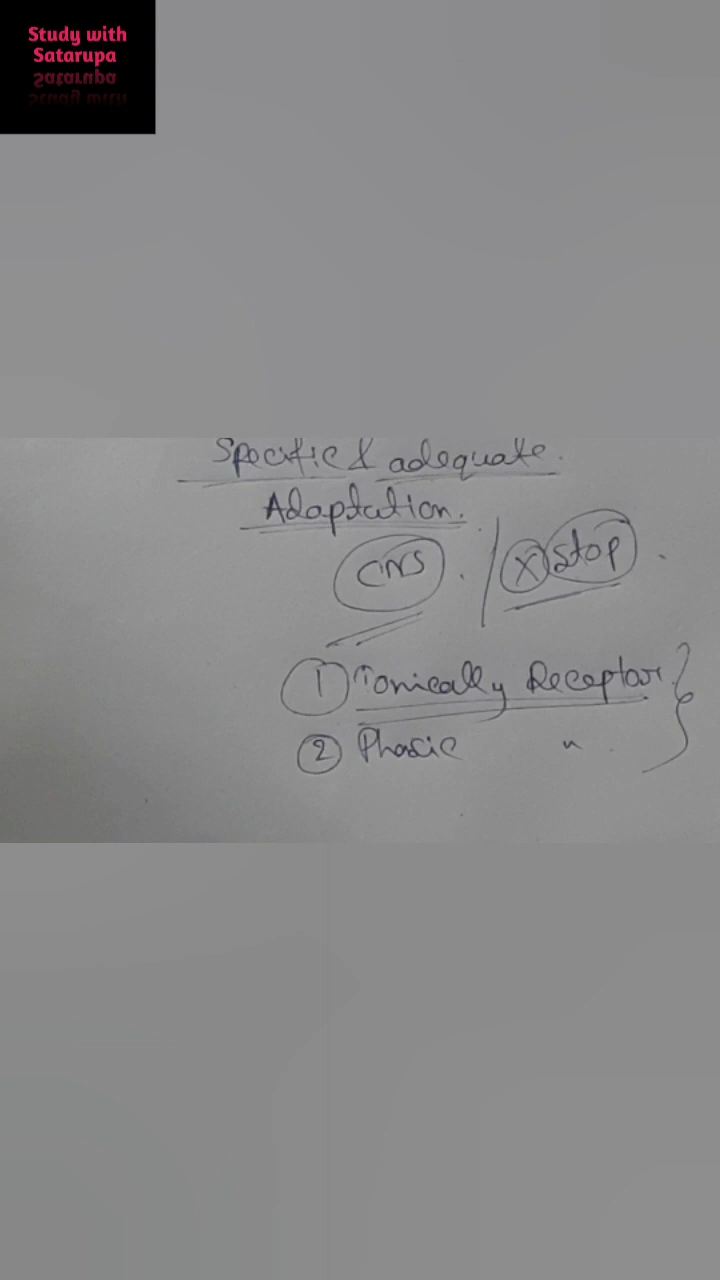 Study with
Satarupa
Specific & adequate.
Adaptation.
CNS . / X Stop .
1 Tonically Receptor. }
2 Phasic " .